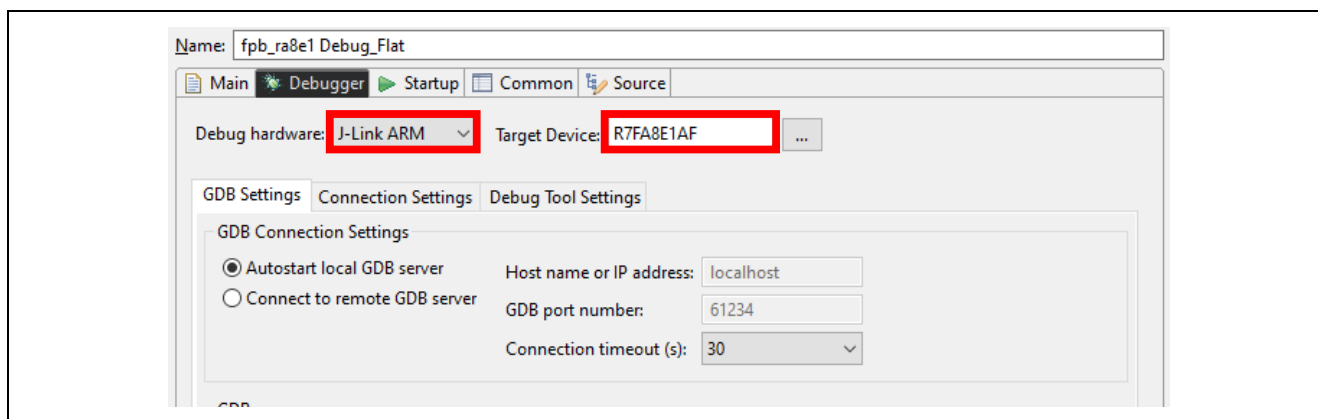 Name: fpb_ra8e1 Debug_Flat
Main Debugger Startup Common Source
Debug hardware: J-Link ARM Target Device: R7FA8E1AF ...
GDB Settings Connection Settings Debug Tool Settings
GDB Connection Settings
Autostart local GDB server Host name or IP address: localhost
Connect to remote GDB server GDB port number: 61234
Connection timeout (s): 30
GDB